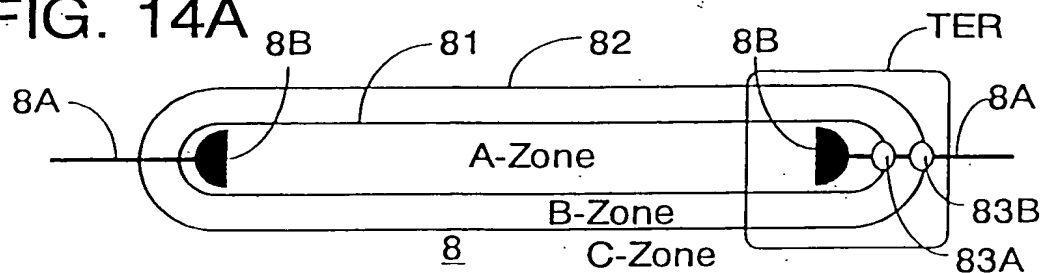 FIG. 14A
8B
81
82
8B
TER
8A
8A
A-Zone
B-Zone
83B
8
C-Zone
83A